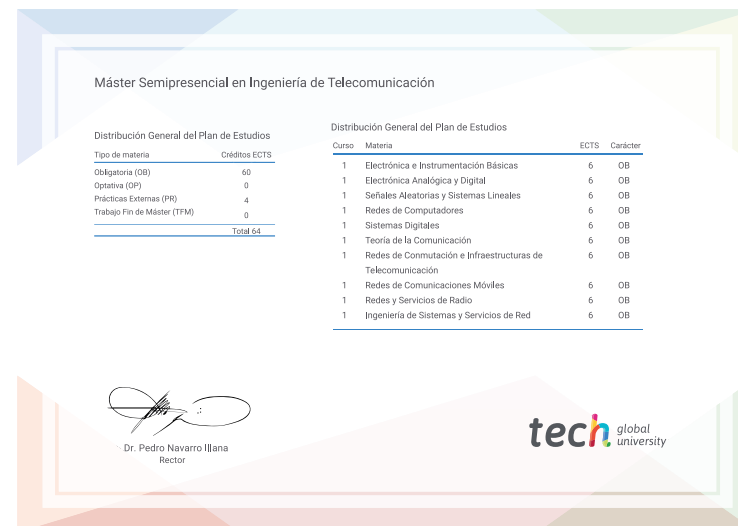 Máster Semipresencial en Ingeniería de Telecomunicación
Distribución General del Plan de Estudios
Tipo de materia Créditos ECTS
Obligatoria (OB) 60
Optativa (OP) 0
Prácticas Externas (PR) 4
Trabajo Fin de Máster (TFM) 0
Total 64
Distribución General del Plan de Estudios
Curso Materia ECTS Carácter
1 Electrónica e Instrumentación Básicas 6 OB
1 Electrónica Analógica y Digital 6 OB
1 Señales Aleatorias y Sistemas Lineales 6 OB
1 Redes de Computadores 6 OB
1 Sistemas Digitales 6 OB
1 Teoría de la Comunicación 6 OB
1 Redes de Conmutación e Infraestructuras de 6 OB
Telecomunicación
1 Redes de Comunicaciones Móviles 6 OB
1 Redes y Servicios de Radio 6 OB
1 Ingeniería de Sistemas y Servicios de Red 6 OB
Dr. Pedro Navarro Illana
Rector
tech global
university